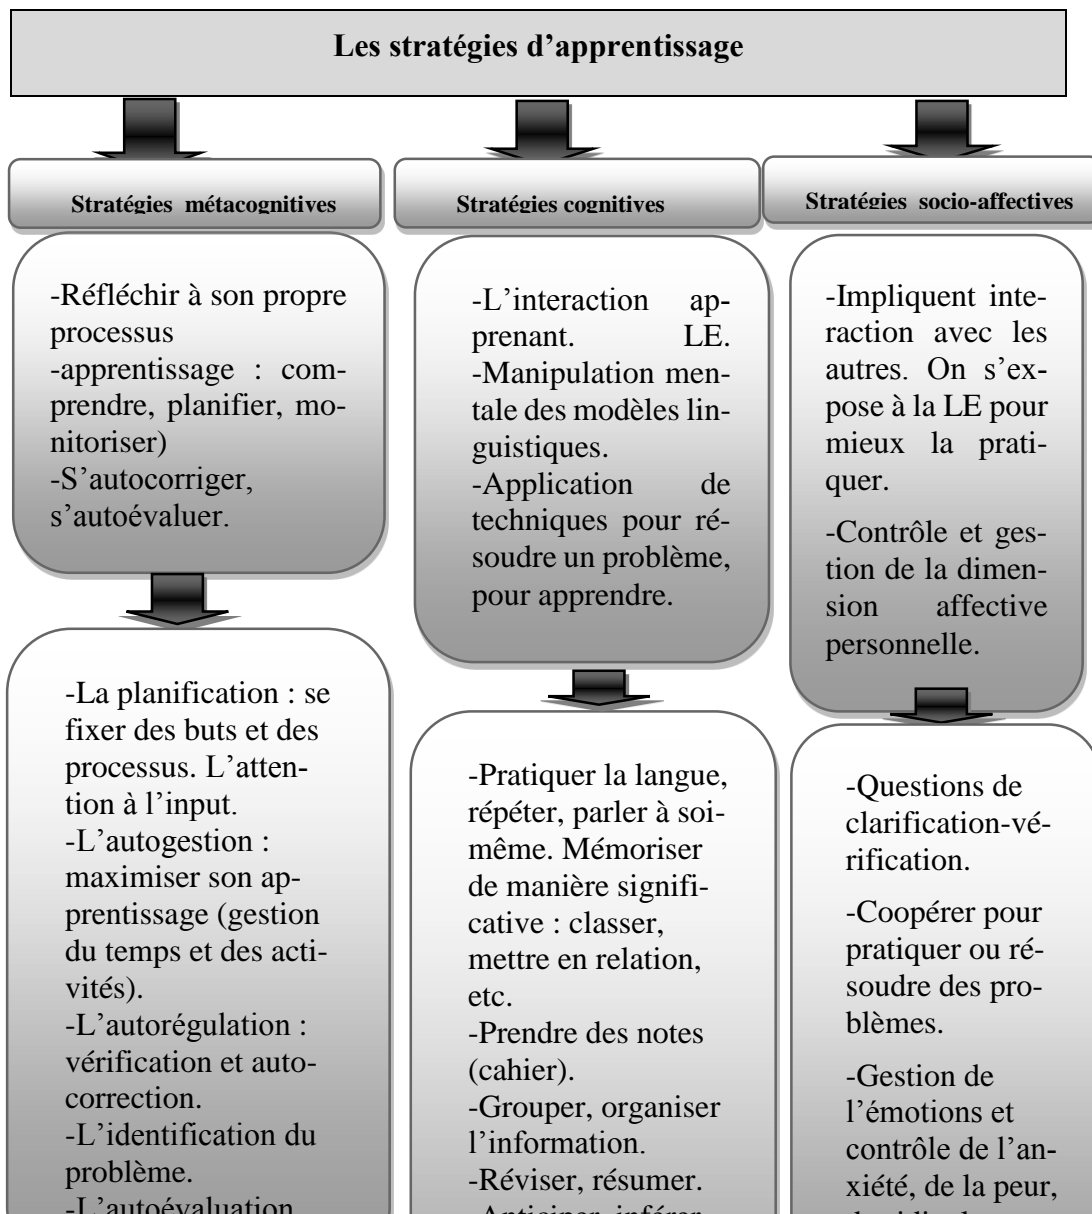 Les stratégies d’apprentissage
Stratégies métacognitives
-Réfléchir à son propre
processus
-apprentissage : com-
prendre, planifier, mo-
nitoriser)
-S’autocorriger,
s’autoévaluer.
-La planification : se
fixer des buts et des
processus. L’atten-
tion à l’input.
-L’autogestion :
maximiser son ap-
prentissage (gestion
du temps et des acti-
vités).
-L’autorégulation :
vérification et auto-
correction.
-L’identification du
problème.
-L’autoévaluation
Stratégies cognitives
-L’interaction ap-
prenant. LE.
-Manipulation men-
tale des modèles lin-
guistiques.
-Application de
techniques pour ré-
soudre un problème,
pour apprendre.
-Pratiquer la langue,
répéter, parler à soi-
même. Mémoriser
de manière signifi-
cative : classer,
mettre en relation,
etc.
-Prendre des notes
(cahier).
-Grouper, organiser
l’information.
-Réviser, résumer.
-Anticiper, inférer
Stratégies socio-affectives
-Impliquent inte-
raction avec les
autres. On s’ex-
pose à la LE pour
mieux la prati-
quer.
-Contrôle et ges-
tion de la dimen-
sion affective
personnelle.
-Questions de
clarification-vé-
rification.
-Coopérer pour
pratiquer ou ré-
soudre des pro-
blèmes.
-Gestion de
l’émotions et
contrôle de l’an-
xiété, de la peur,